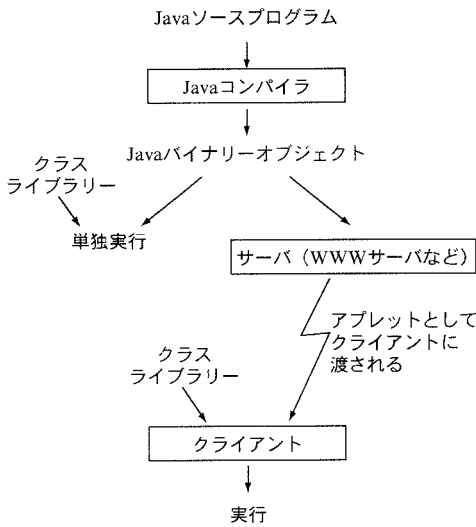 Javaソースプログラム
Javaコンパイラ
Javaバイナリーオブジェクト
クラス
ライブラリー
単独実行
サーバ（WWWサーバなど）
アプレットとして
クライアントに
渡される
クラス
ライブラリー
クライアント
実行